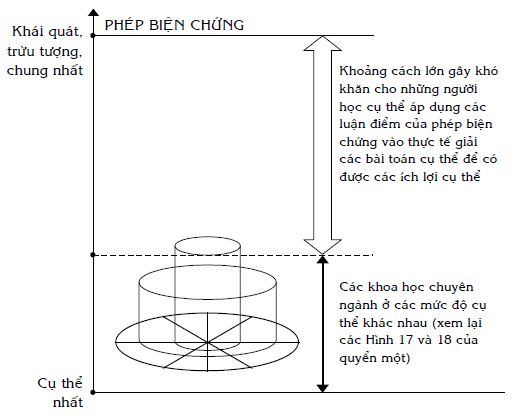 PHÉP BIỆN CHỨNG
Khái quát,
trừu tượng,
chung nhất
Khoảng cách lớn gây khó
khăn cho những người
học cụ thể áp dụng các
luận điểm của phép biện
chứng vào thực tế giải
các bài toán cụ thể để có
được các ích lợi cụ thể
Các khoa học chuyên
ngành ở các mức độ cụ
thể khác nhau (xem lại
các Hình 17 và 18 của
quyển một)
Cụ thể
nhất